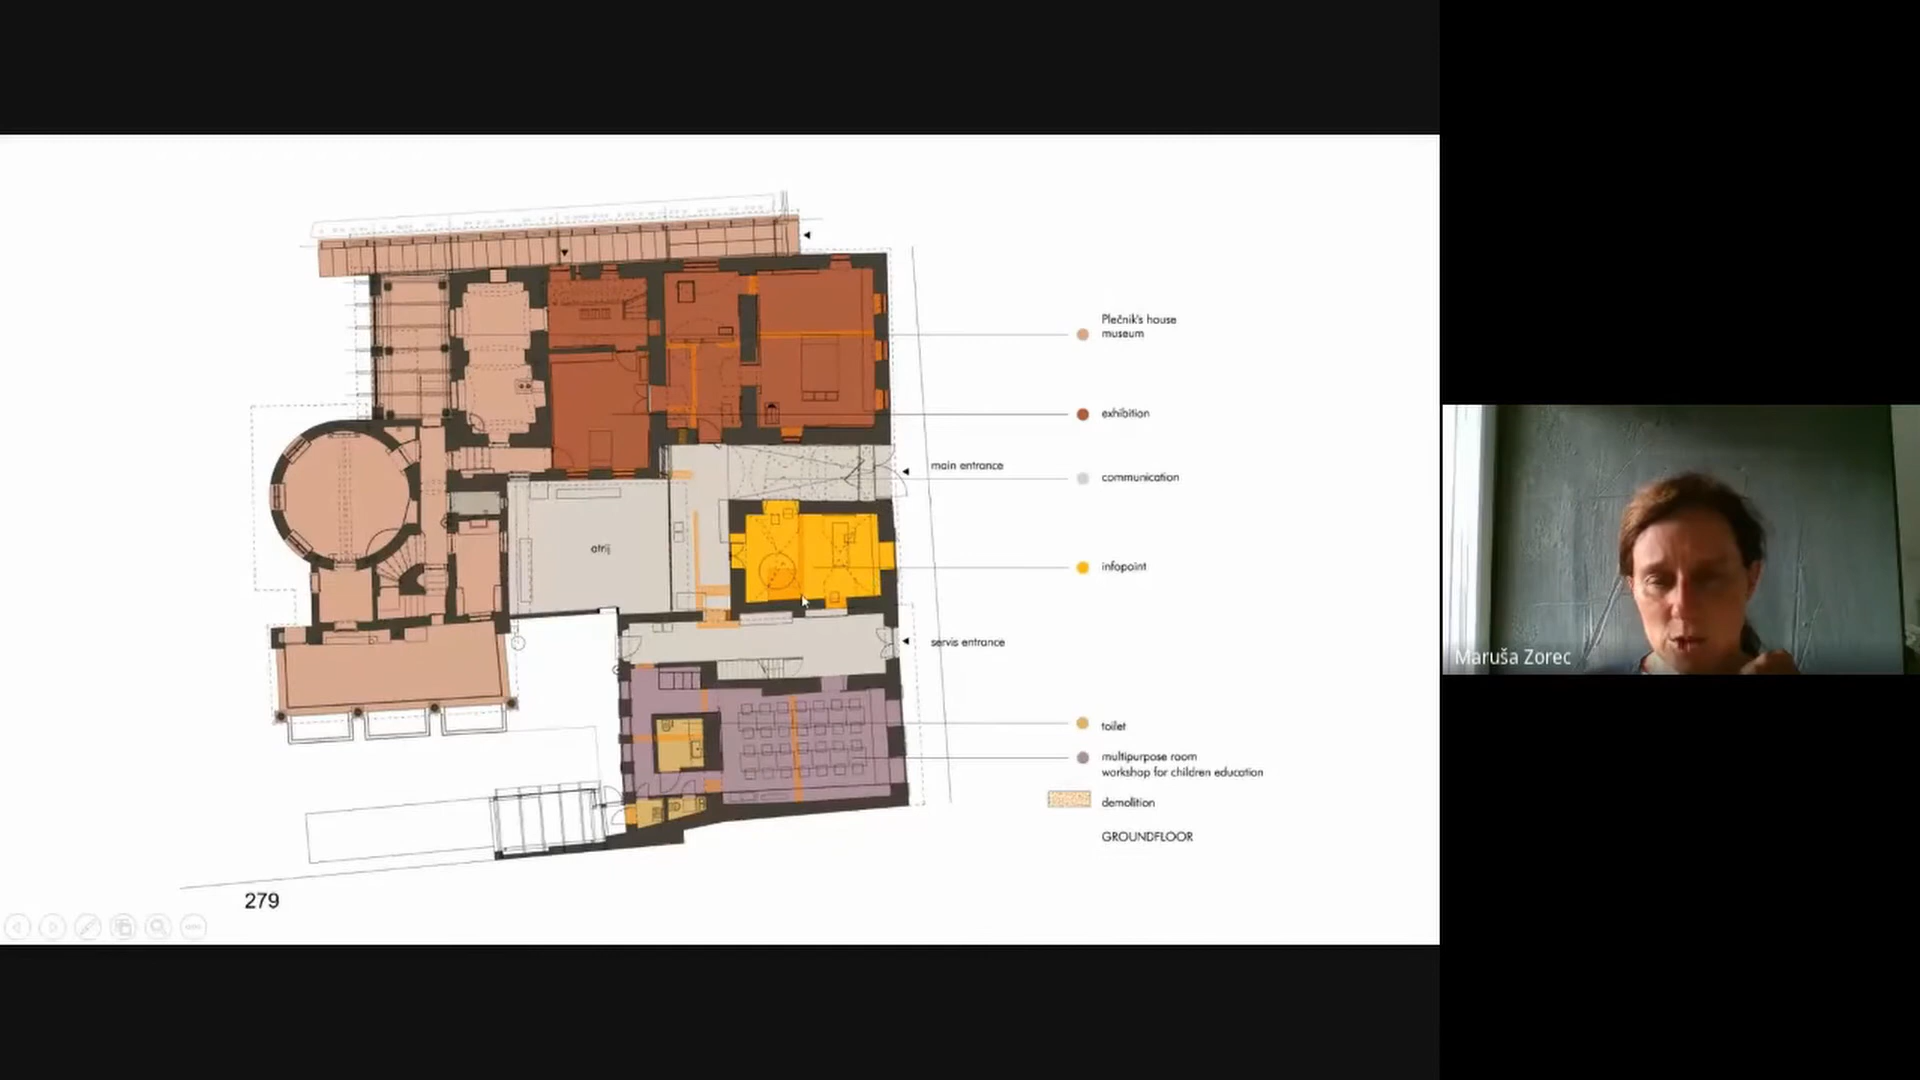 Plečnik's house
museum
exhibition
main entrance
communication
atrij
infopoint
servis entrance
toilet
multipurpose room
workshop for children education
demolition
GROUNDFLOOR
279
Maruša Zorec